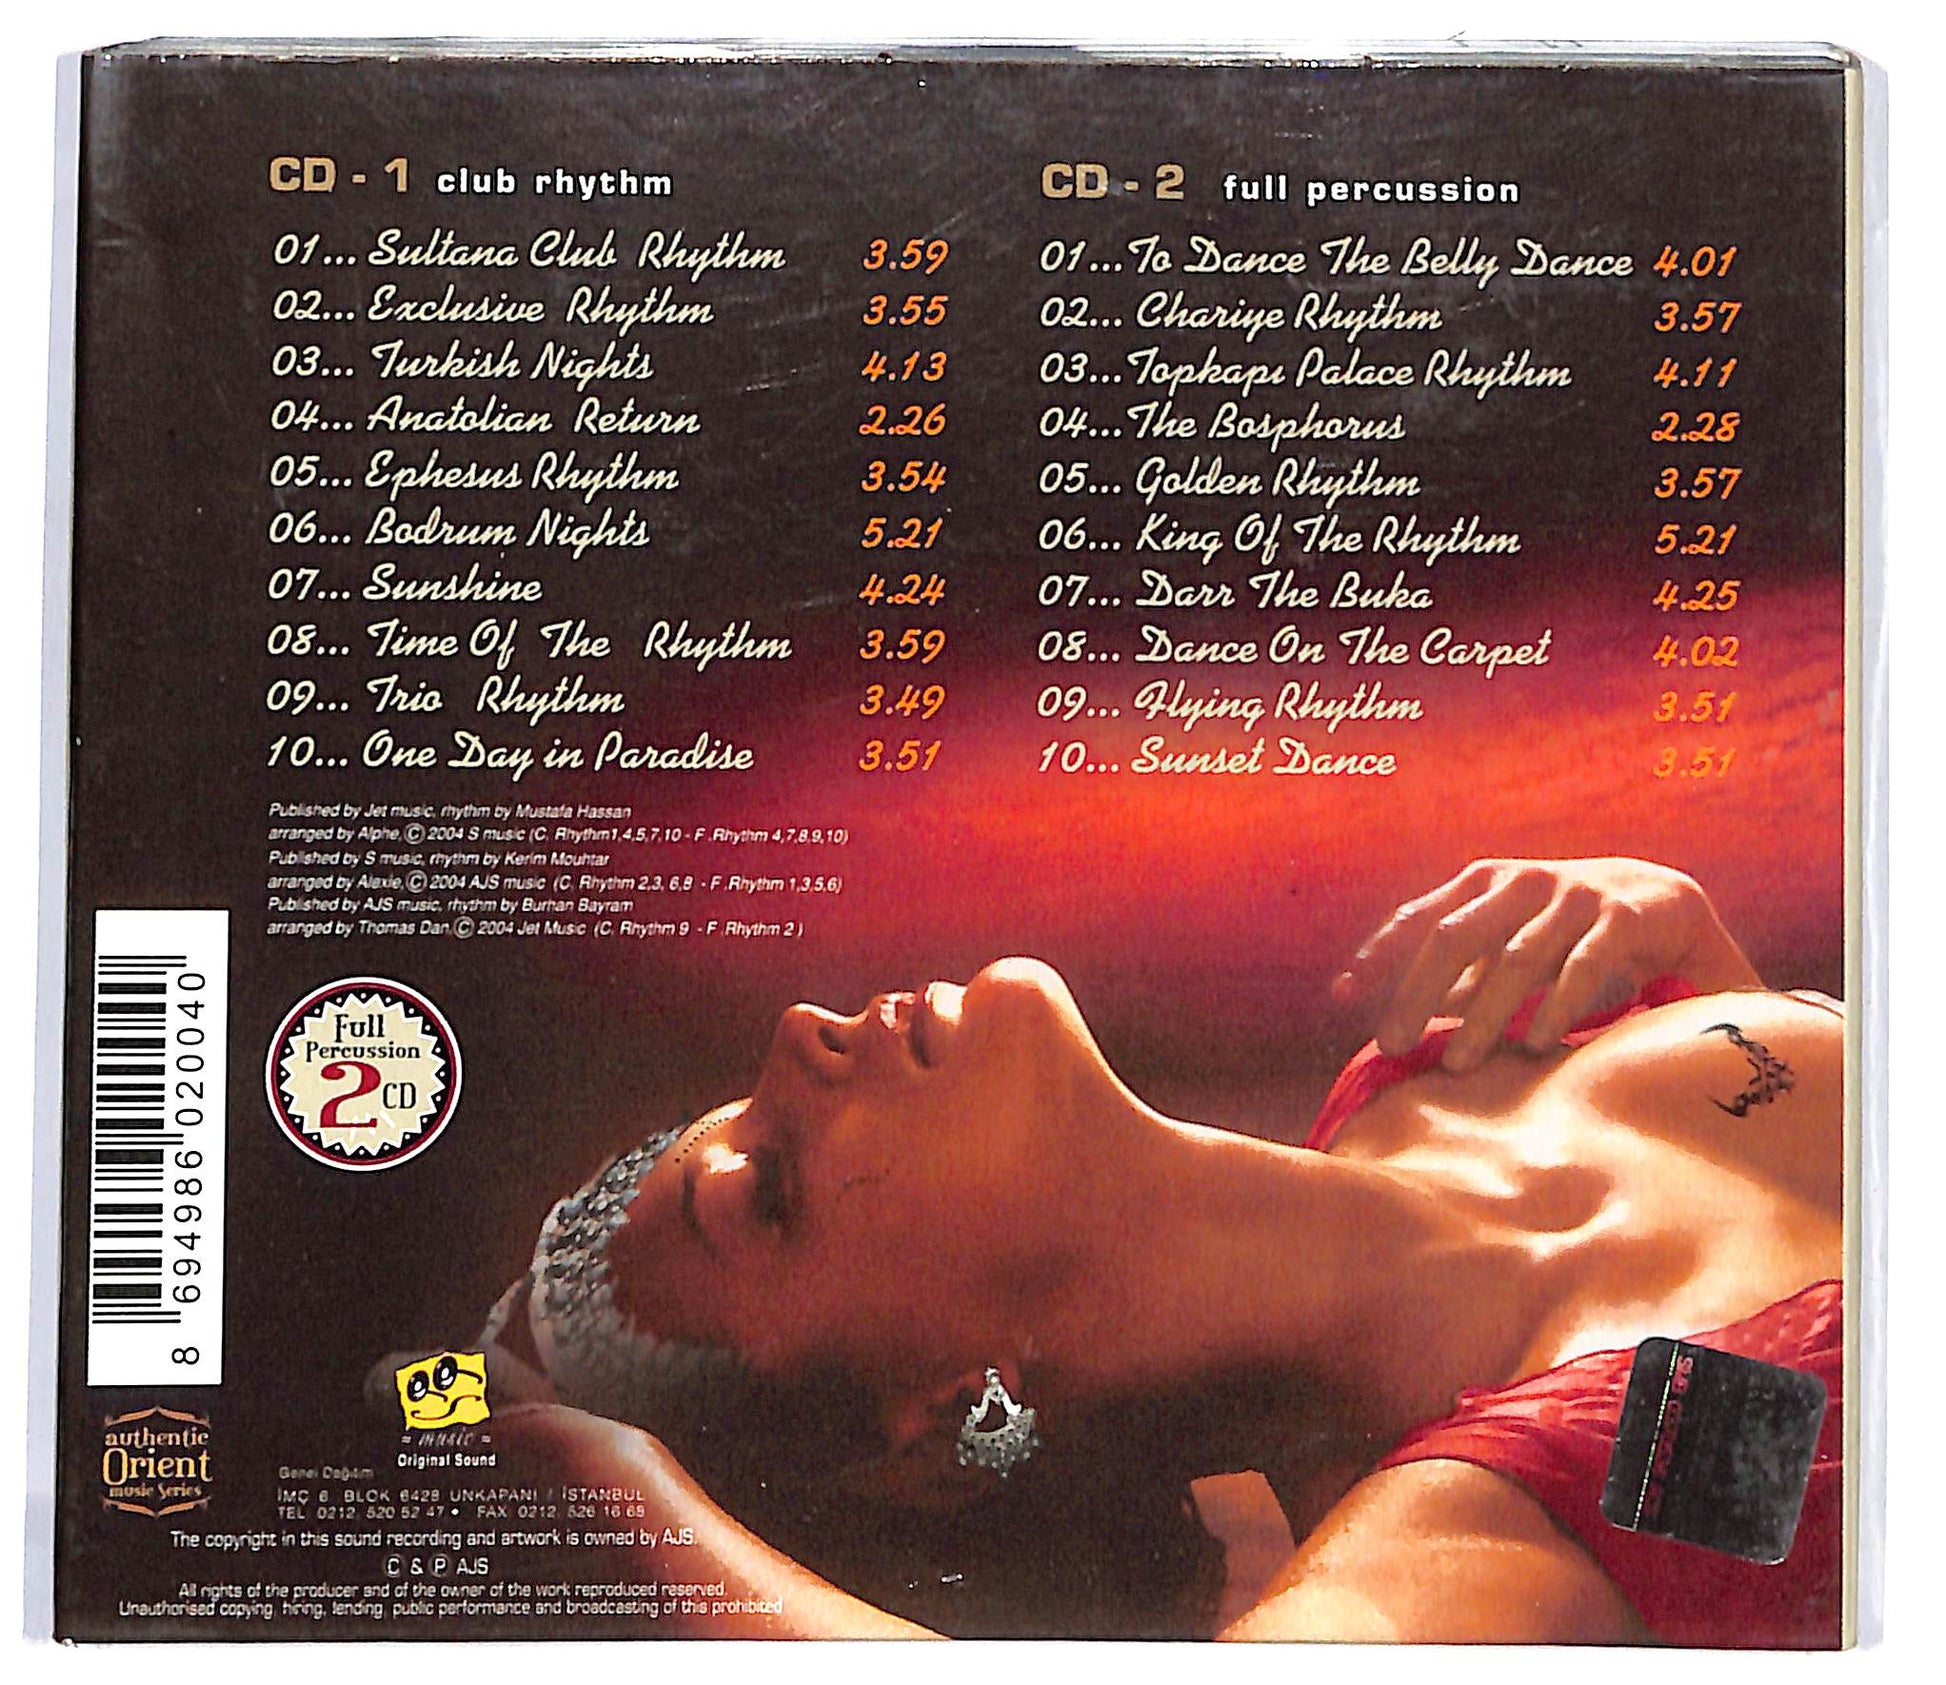 CD - 1 club rhythm
01... Sultana Club Rhythm 3.59
02... Exclusive Rhythm 3.55
03... Turkish Nights 4.13
04... Anatolian Return 2.26
05... Ephesus Rhythm 3.54
06... Bodrum Nights 5.21
07... Sunshine 4.24
08... Time Of The Rhythm 3.59
09... Trio Rhythm 3.49
10... One Day in Paradise 3.51
CD - 2 full percussion
01... To Dance The Belly Dance 4.01
02... Chariye Rhythm 3.57
03... Topkapı Palace Rhythm 4.11
04... The Bosphorus 2.28
05... Golden Rhythm 3.57
06... King Of The Rhythm 5.21
07... Darr The Buka 4.25
08... Dance On The Carpet 4.02
09... Flying Rhythm 3.51
10... Sunset Dance 3.51
Published by Jet music, rhythm by Mustafa Hassan
arranged by Alphe, © 2004 S music (C. Rhythm1,4,5,7,10 - F .Rhythm 4,7,8,9,10)
Published by S music, rhythm by Kerim Mouhtar
arranged by Alexie, © 2004 AJS music (C. Rhythm 2,3, 6,8 - F .Rhythm 1,3,5,6)
Published by AJS music, rhythm by Burhan Bayram
arranged by Thomas Dan, © 2004 Jet Music (C. Rhythm 9 - F .Rhythm 2 )
Full
Percussion
2 CD
8 694986 020040
authentic
Orient
music Series
music
Original Sound
Genel Dağıtım
İMÇ 6. BLOK 6428 UNKAPANI / İSTANBUL
TEL 0212. 520 52 47 • FAX 0212. 526 16 69
The copyright in this sound recording and artwork is owned by AJS.
© & ℗ AJS
All rights of the producer and of the owner of the work reproduced reserved.
Unauthorised copying, hiring, lending, public performance and broadcasting of this prohibited